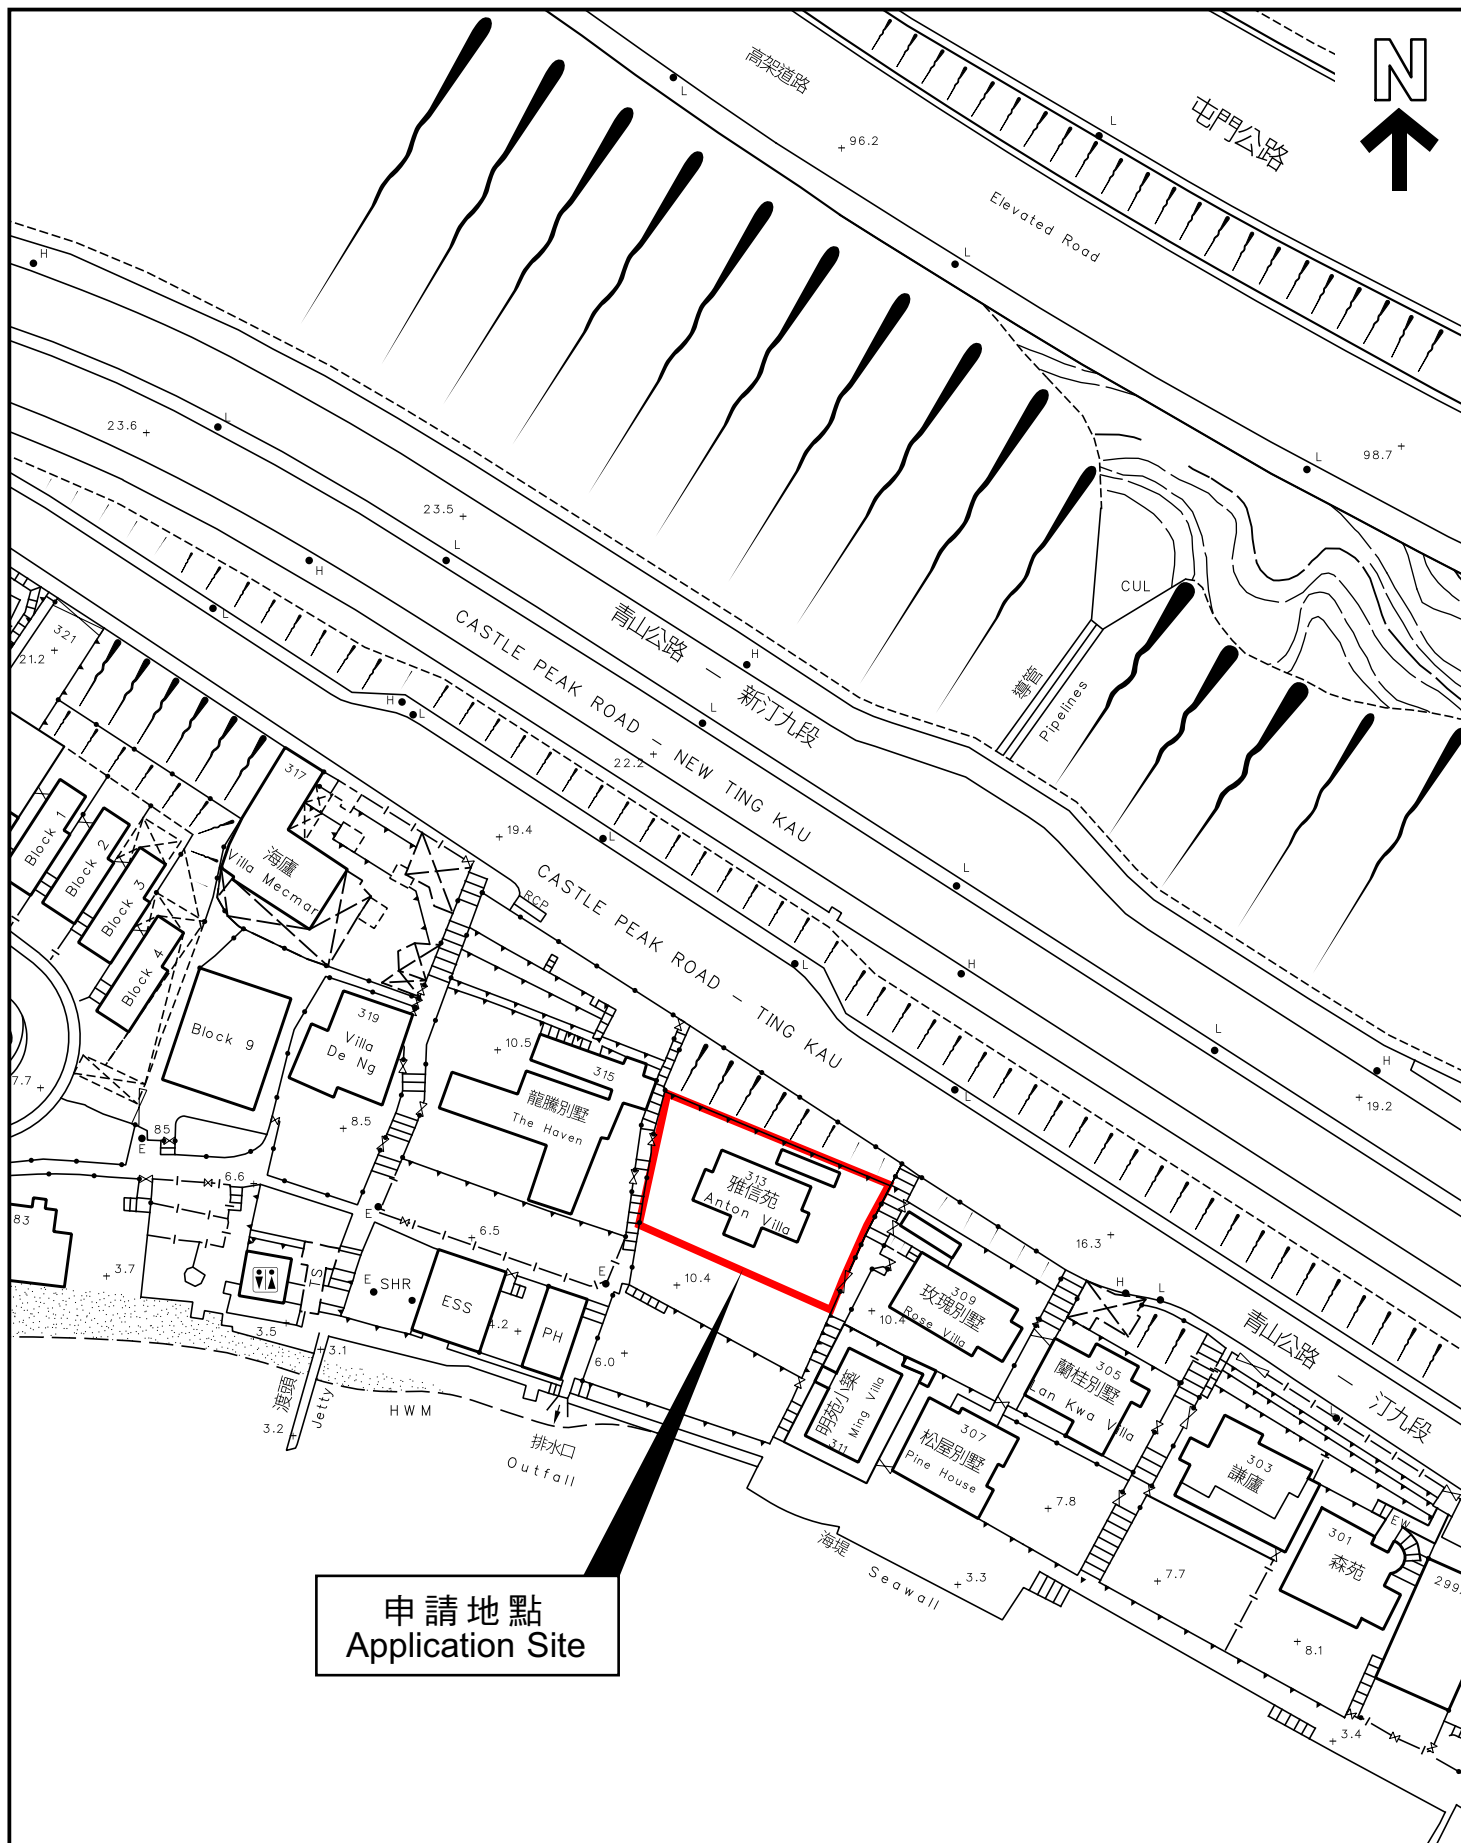 N
高架道路
屯門公路
L
L
96.2
Elevated Road
H
L
L
23.6
L
98.7
23.5
L
H
CUL
青山公路 – 新汀九段
CASTLE PEAK ROAD – NEW TING KAU
H
導管
Pipelines
L
321
21.2
H
L
L
22.2
317
19.4
L
Block 1
Block 2
Block 3
Block 4
海廬
Villa Mecmar
CASTLE PEAK ROAD – TING KAU
RCP
L
L
H
L
H
L
319
Villa
De Ng
Block 9
10.5
315
龍騰別墅
The Haven
7.7
8.5
19.2
85
E
313
雅信苑
Anton Villa
6.6
83
E
6.5
16.3
3.7
TS
E
SHR
ESS
E
10.4
H
L
309
玫瑰別墅
Rose Villa
10.4
青山公路 – 汀九段
3.5
4.2
PH
6.0
3.1
305
蘭桂別墅
Lan Kwa Villa
明苑小築
Ming Villa
311
渡頭
Jetty
3.2
HWM
排水口
Outfall
307
松屋別墅
Pine House
L
303
謙廬
7.8
海堤
Seawall
3.3
EW
301
森苑
299
7.7
8.1
3.4
申請地點
Application Site